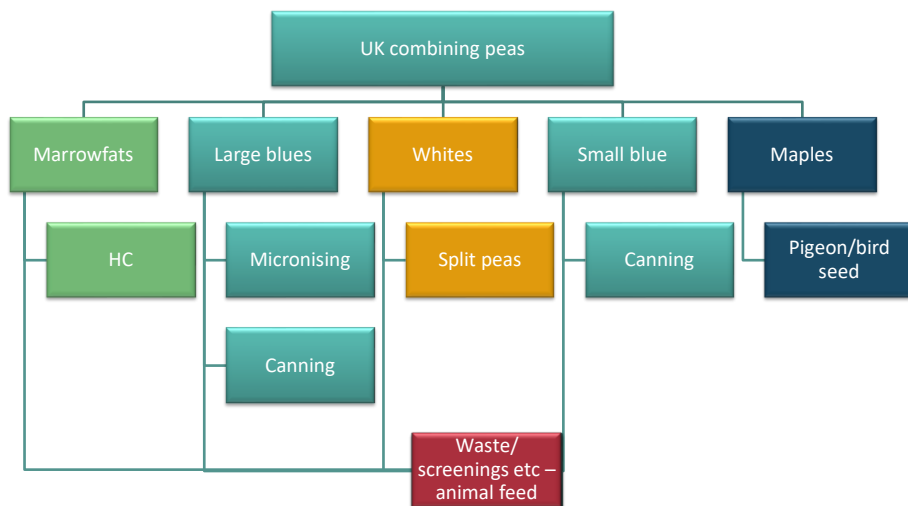 UK combining peas
Marrowfats
Large blues
Whites
Small blue
Maples
HC
Micronising
Split peas
Canning
Pigeon/bird
seed
Canning
Waste/
screenings etc –
animal feed